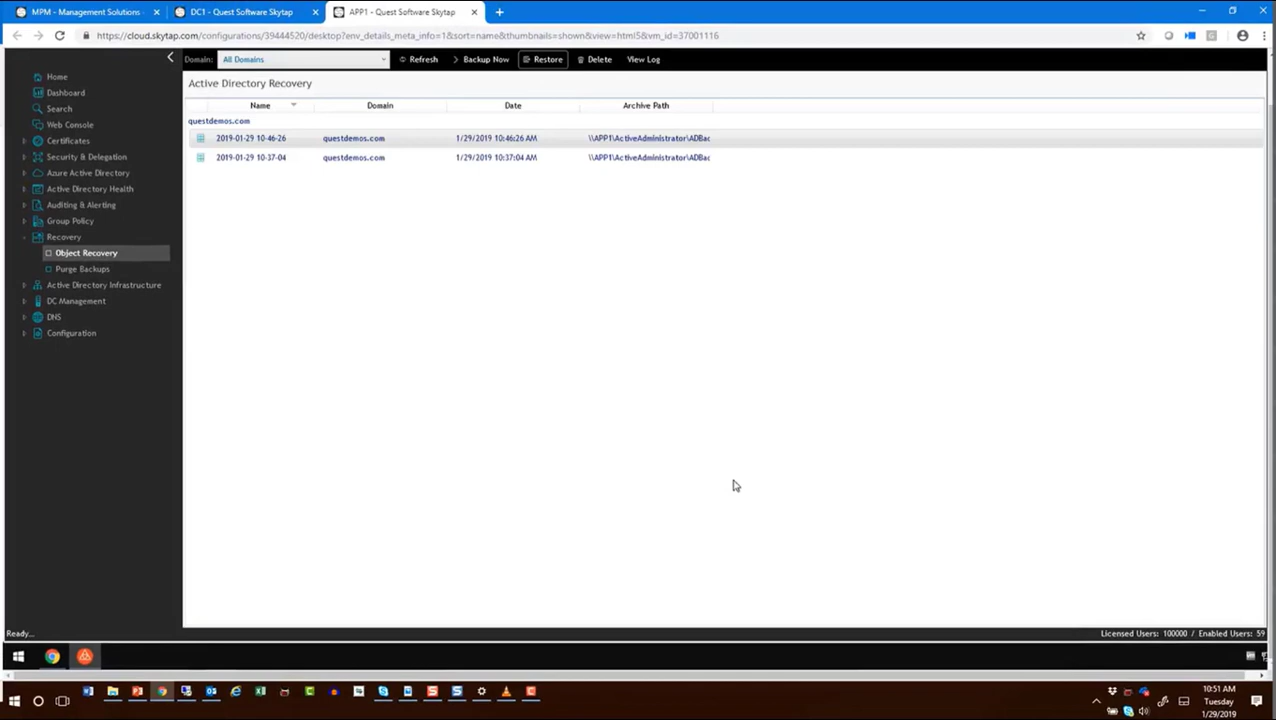 MPM - Management Solutions
DC1 - Quest Software Skytap
APP1 - Quest Software Skytap
https://cloud.skytap.com/configurations/39444520/desktop?env_details_meta_info=1&sort=name&thumbnails=shown&view=html5&vm_id=37001116
Home
Dashboard
Search
Web Console
Certificates
Security & Delegation
Azure Active Directory
Active Directory Health
Auditing & Alerting
Group Policy
Recovery
Object Recovery
Purge Backups
Active Directory Infrastructure
DC Management
DNS
Configuration
Domain: All Domains Refresh Backup Now Restore Delete View Log
Active Directory Recovery
Name Domain Date Archive Path
questdemos.com
2019-01-29 10-46-26 questdemos.com 1/29/2019 10:46:26 AM \\APP1\ActiveAdministrator\ADBac
2019-01-29 10-37-04 questdemos.com 1/29/2019 10:37:04 AM \\APP1\ActiveAdministrator\ADBac
Ready...
Licensed Users: 100000 / Enabled Users: 59
10:51 AM
Tuesday
1/29/2019